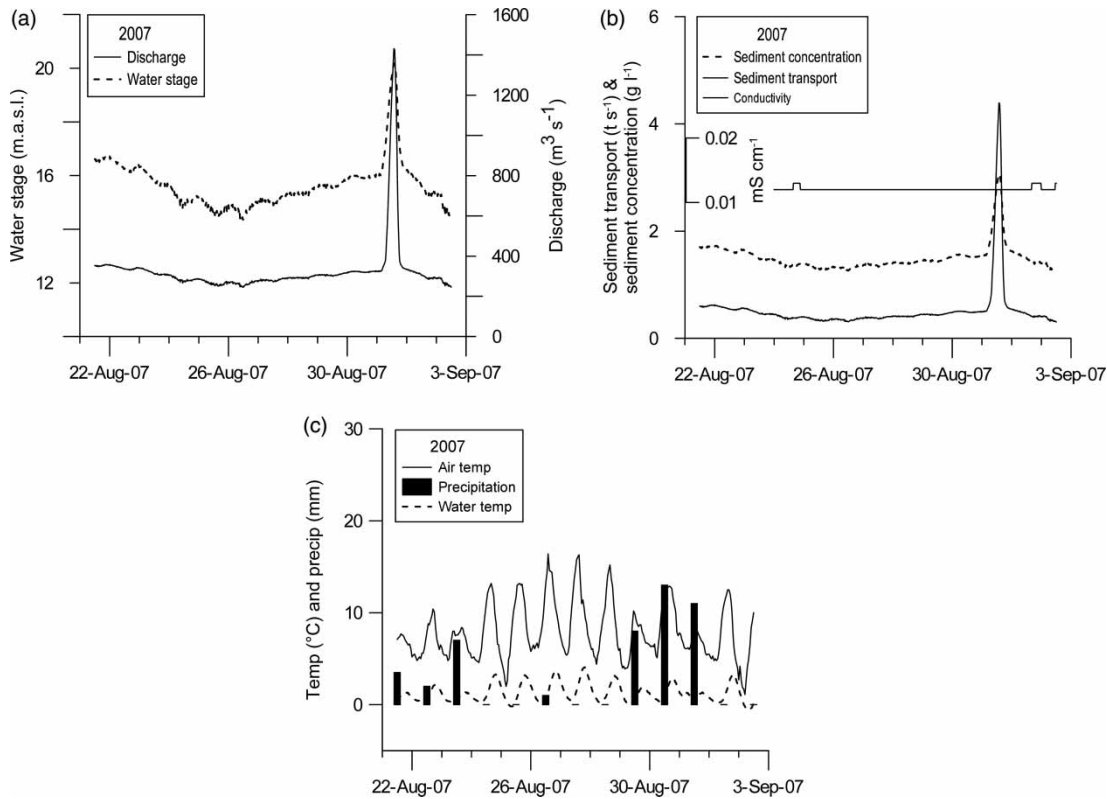 (a)
2007
Discharge
Water stage
Water stage (m.a.s.l.)
20
16
12
Discharge (m³ s⁻¹)
1600
1200
800
400
0
22-Aug-07 26-Aug-07 30-Aug-07 3-Sep-07
(b)
2007
Sediment concentration
Sediment transport
Conductivity
Sediment transport (t s⁻¹) &
sediment concentration (g l⁻¹)
6
4
2
0
0.02
0.01
mS cm⁻¹
22-Aug-07 26-Aug-07 30-Aug-07 3-Sep-07
(c)
2007
Air temp
Precipitation
Water temp
Temp (°C) and precip (mm)
30
20
10
0
22-Aug-07 26-Aug-07 30-Aug-07 3-Sep-07